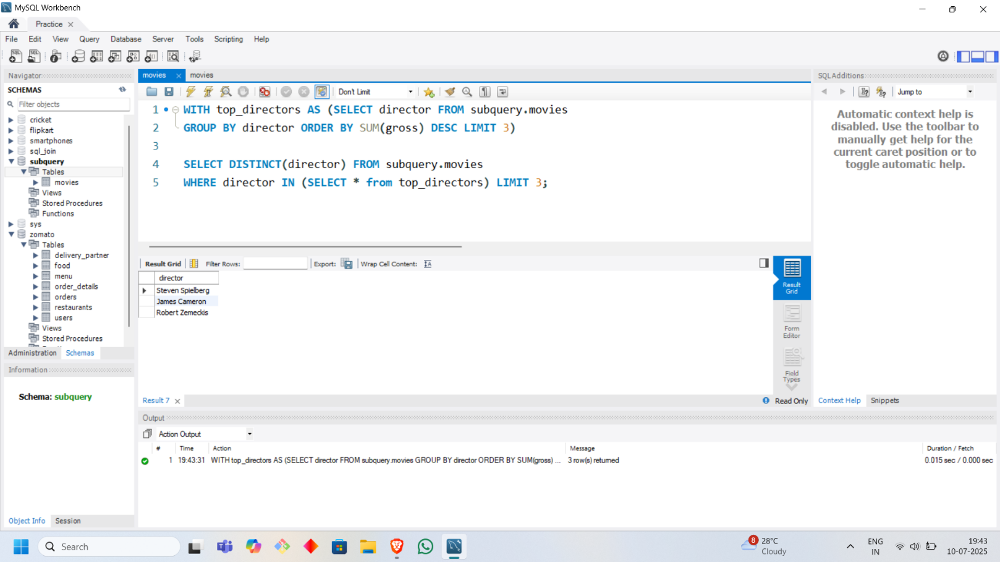 MySQL Workbench
Practice
File Edit View Query Database Server Tools Scripting Help
Navigator
SCHEMAS
Filter objects
cricket
flipkart
smartphones
sql_join
subquery
Tables
movies
Views
Stored Procedures
Functions
sys
zomato
Tables
delivery_partner
food
menu
order_details
orders
restaurants
users
Views
Stored Procedures
Administration Schemas
Information
Schema: subquery
Object Info Session
movies movies
Don't Limit
1 WITH top_directors AS (SELECT director FROM subquery.movies
2 GROUP BY director ORDER BY SUM(gross) DESC LIMIT 3)
3
4 SELECT DISTINCT(director) FROM subquery.movies
5 WHERE director IN (SELECT * from top_directors) LIMIT 3;
Result Grid Filter Rows: Export: Wrap Cell Content:
director
Steven Spielberg
James Cameron
Robert Zemeckis
Result
Grid
Form
Editor
Field
Types
Result 7 Read Only
SQLAdditions
Jump to
Automatic context help is
disabled. Use the toolbar to
manually get help for the
current caret position or to
toggle automatic help.
Context Help Snippets
Output
Action Output
# Time Action Message Duration / Fetch
1 19:43:31 WITH top_directors AS (SELECT director FROM subquery.movies GROUP BY director ORDER BY SUM(gross) ... 3 row(s) returned 0.015 sec / 0.000 sec
Search
8
28°C
Cloudy
ENG
IN
19:43
10-07-2025